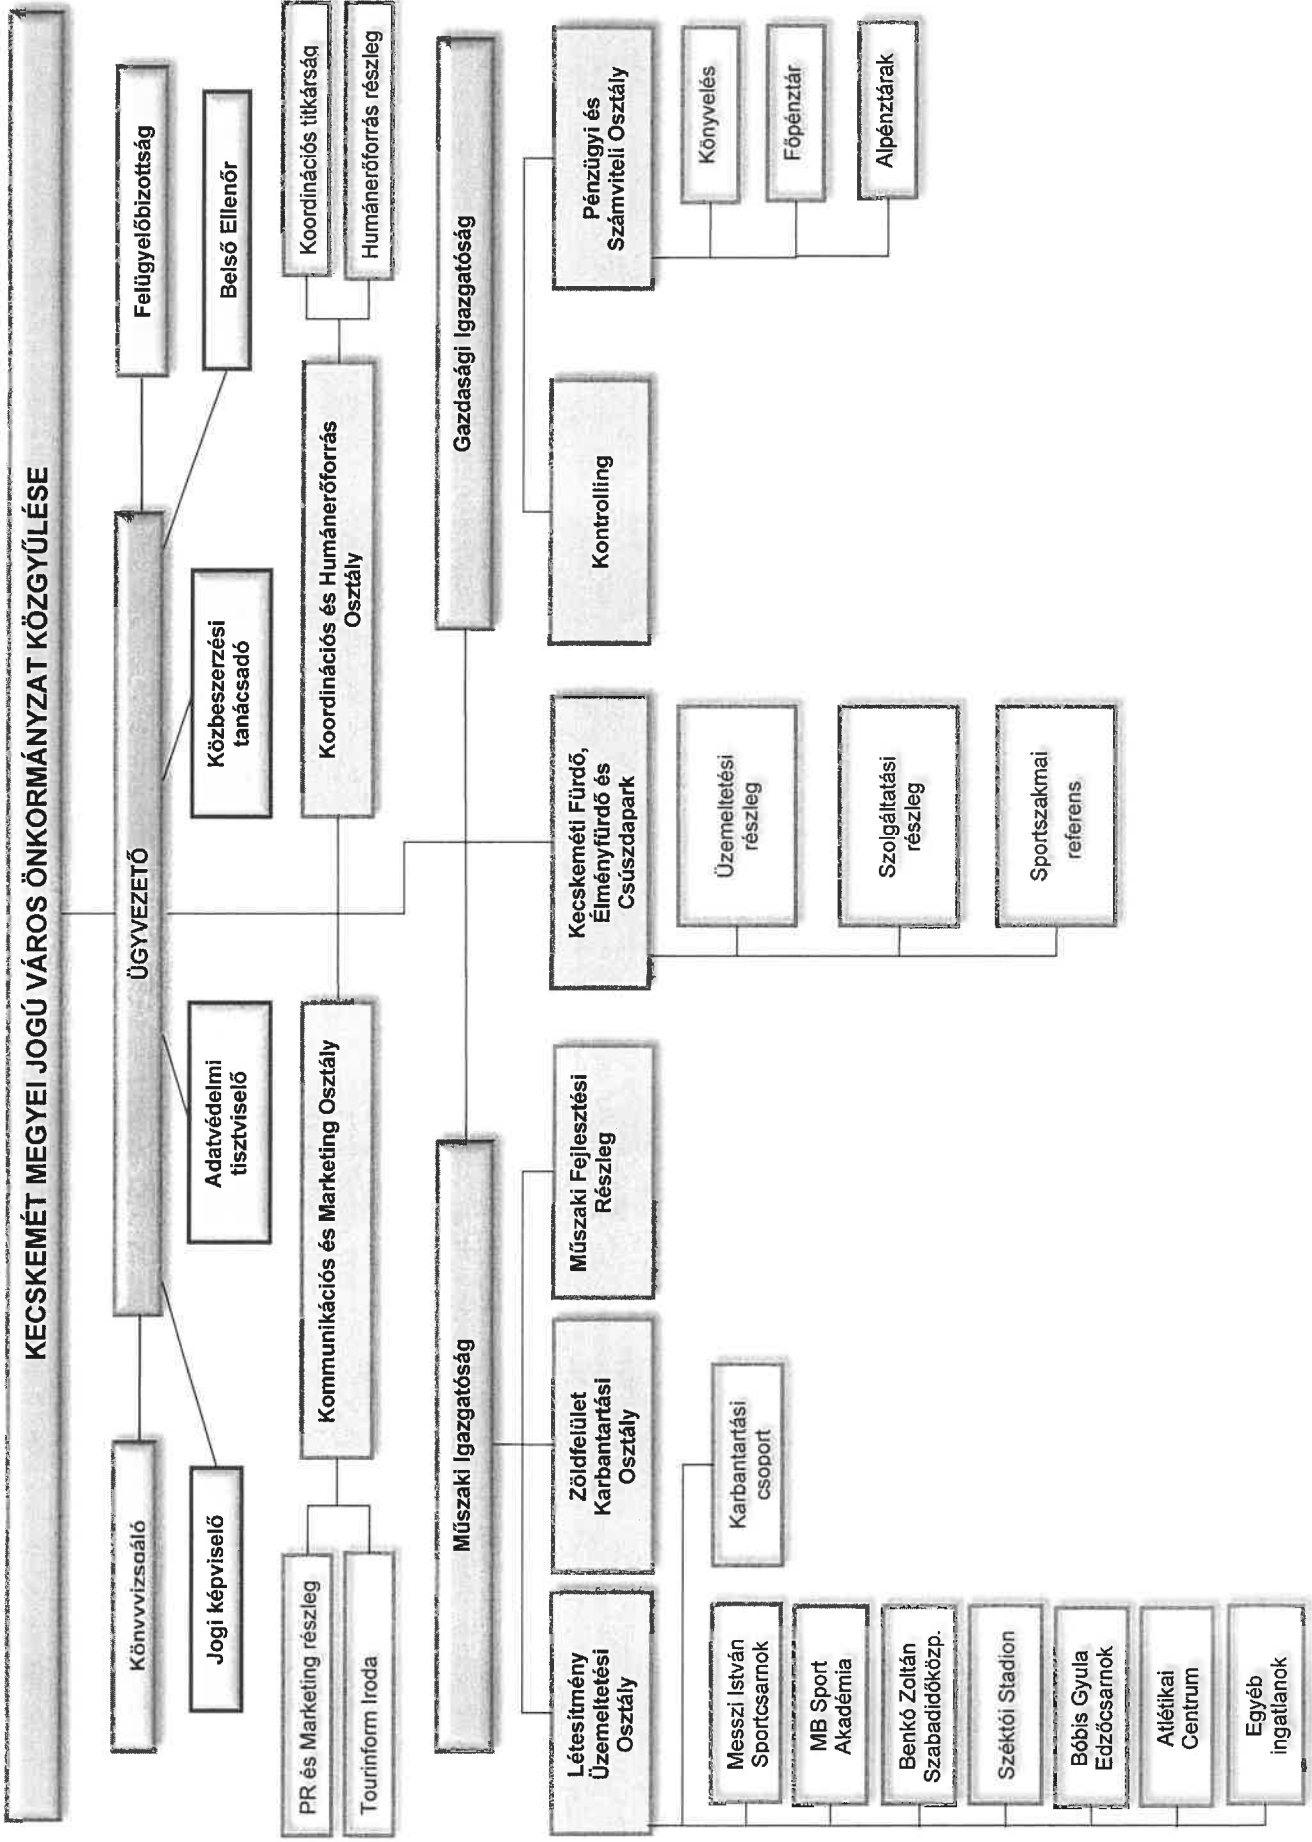 KECSKEMÉT MEGYEI JOGÚ VÁROS ÖNKORMÁNYZAT KÖZGYŰLÉSE
Könyvvizsgáló
ÜGYVEZETŐ
Felügyelőbizottság
Jogi képviselő
Adatvédelmi
tisztviselő
Közbeszerzési
tanácsadó
Belső Ellenőr
PR és Marketing részleg
Tourinform Iroda
Kommunikációs és Marketing Osztály
Koordinációs és Humánerőforrás
Osztály
Koordinációs titkárság
Humánerőforrás részleg
Műszaki Igazgatóság
Gazdasági Igazgatóság
Létesítmény
Üzemeltetési
Osztály
Zöldfelület
Karbantartási
Osztály
Műszaki Fejlesztési
Részleg
Kecskeméti Fürdő,
Élményfürdő és
Csúszdapark
Kontrolling
Pénzügyi és
Számviteli Osztály
Messzi István
Sportcsarnok
MB Sport
Akadémia
Benkó Zoltán
Szabadidőközp.
Széktói Stadion
Bóbis Gyula
Edzőcsarnok
Atlétikai
Centrum
Egyéb
ingatlanok
Karbantartási
csoport
Üzemeltetési
részleg
Szolgáltatási
részleg
Sportszakmai
referens
Könyvelés
Főpénztár
Alpénztárak